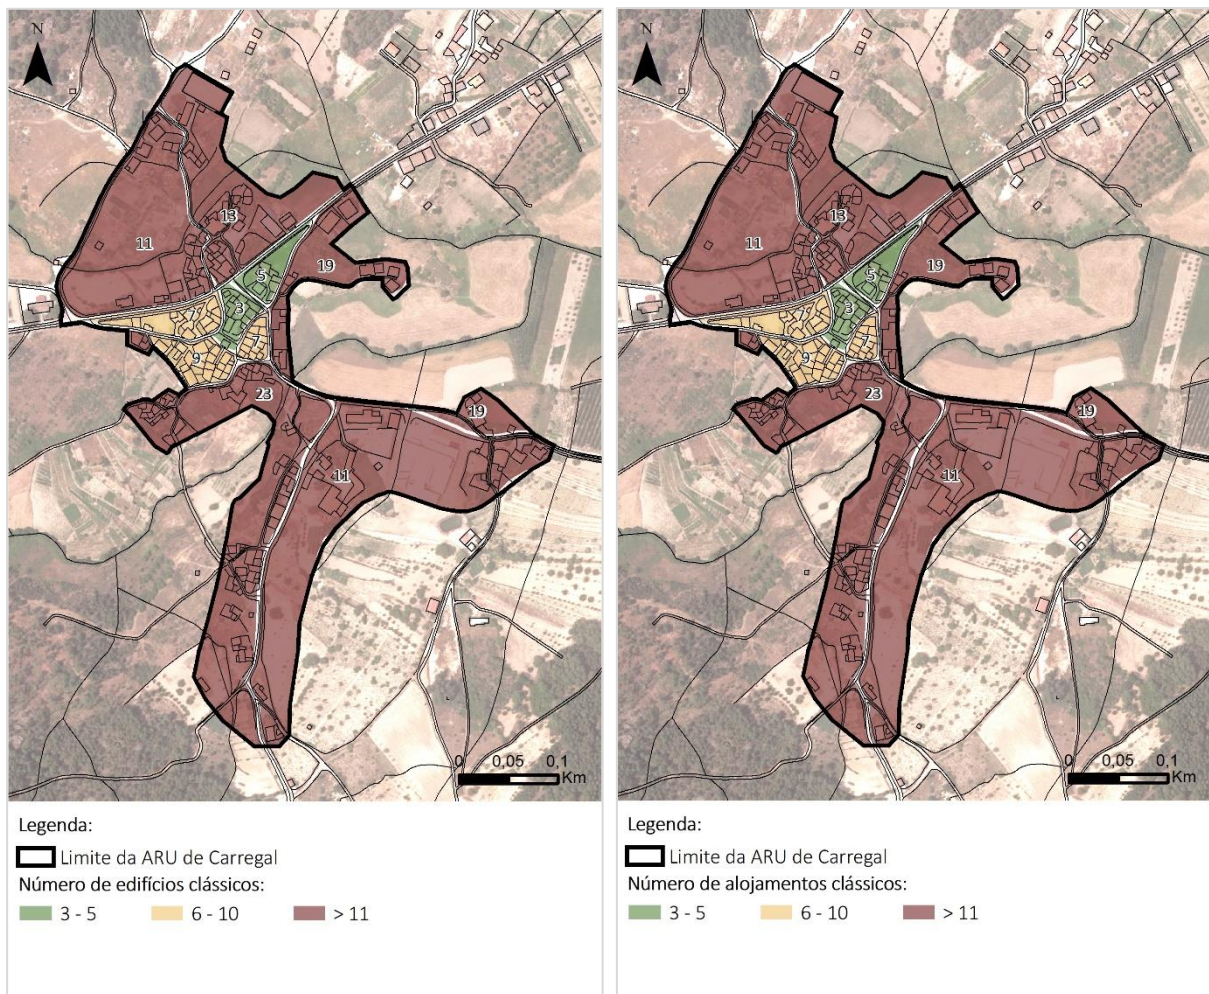 N
13
11
19
5
7
3
7
9
23
19
11
0 0,05 0,1
Km
Legenda:
Limite da ARU de Carregal
Número de edifícios clássicos:
3 - 5 6 - 10 > 11
N
13
11
19
5
7
3
7
9
23
19
11
0 0,05 0,1
Km
Legenda:
Limite da ARU de Carregal
Número de alojamentos clássicos:
3 - 5 6 - 10 > 11